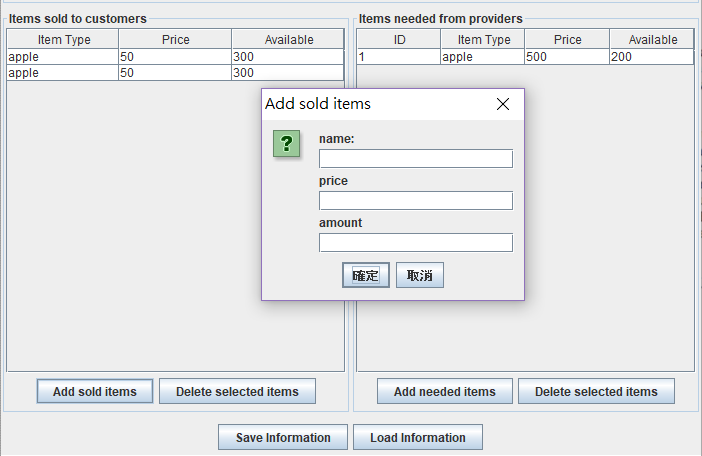 Items sold to customers
Item Type Price Available
apple 50 300
apple 50 300
Items needed from providers
ID Item Type Price Available
1 apple 500 200
Add sold items
?
name:
price
amount
確定 取消
Add sold items Delete selected items
Add needed items Delete selected items
Save Information Load Information